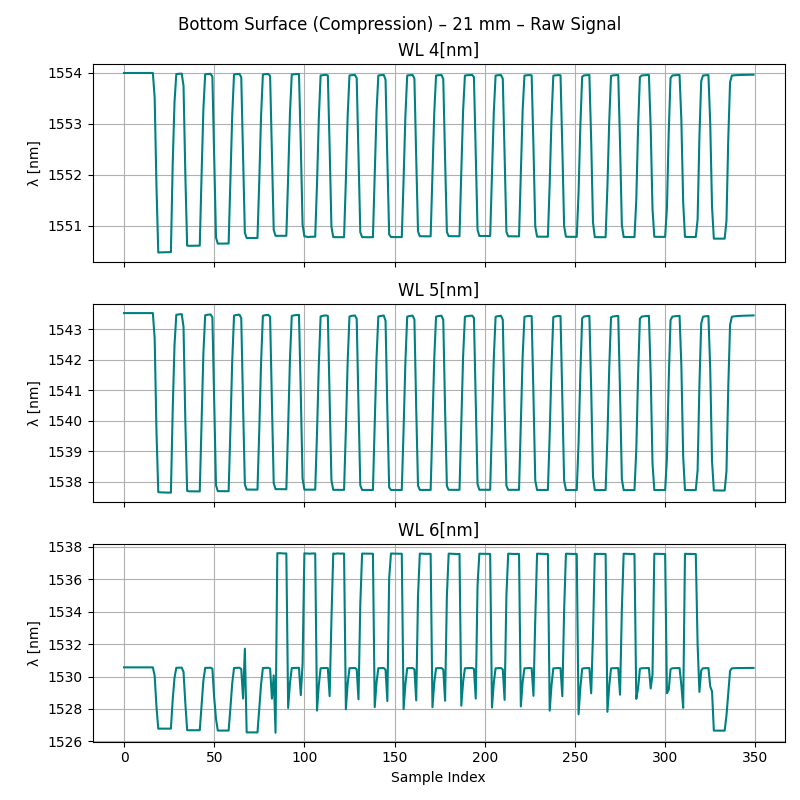 Bottom Surface (Compression) – 21 mm – Raw Signal
WL 4[nm]
1554
1553
1552
1551
λ [nm]
WL 5[nm]
1543
1542
1541
1540
1539
1538
λ [nm]
WL 6[nm]
1538
1536
1534
1532
1530
1528
1526
λ [nm]
0 50 100 150 200 250 300 350
Sample Index